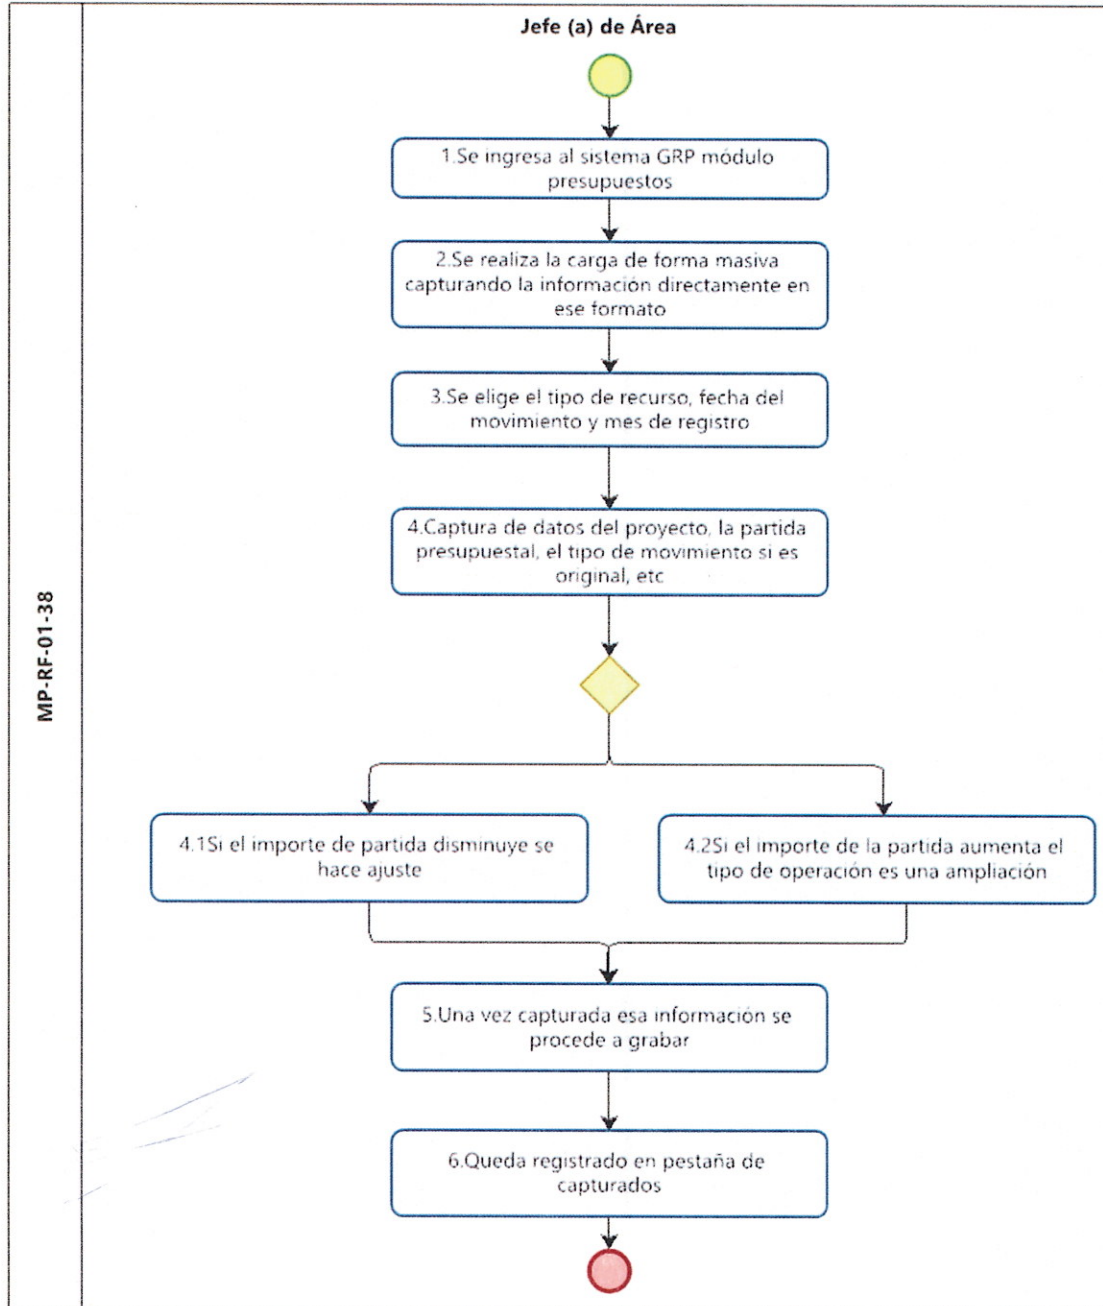 Jefe (a) de Área
1.Se ingresa al sistema GRP módulo
presupuestos
2.Se realiza la carga de forma masiva
capturando la información directamente en
ese formato
3.Se elige el tipo de recurso, fecha del
movimiento y mes de registro
4.Captura de datos del proyecto, la partida
presupuestal, el tipo de movimiento si es
original, etc
MP-RF-01-38
4.1Si el importe de partida disminuye se
hace ajuste
4.2Si el importe de la partida aumenta el
tipo de operación es una ampliación
5.Una vez capturada esa información se
procede a grabar
6.Queda registrado en pestaña de
capturados